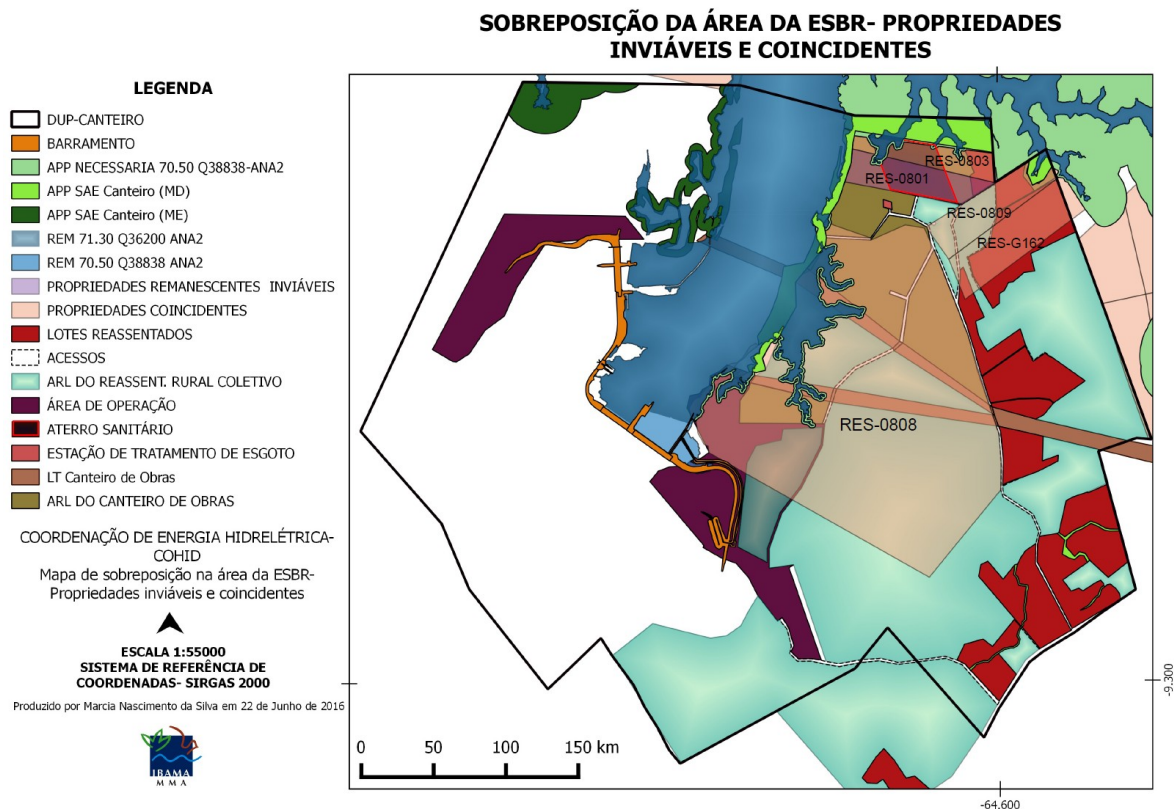 SOBREPOSIÇÃO DA ÁREA DA ESBR- PROPRIEDADES
INVIÁVEIS E COINCIDENTES
LEGENDA
DUP-CANTEIRO
BARRAMENTO
APP NECESSARIA 70.50 Q38838-ANA2
APP SAE Canteiro (MD)
APP SAE Canteiro (ME)
REM 71.30 Q36200 ANA2
REM 70.50 Q38838 ANA2
PROPRIEDADES REMANESCENTES INVIÁVEIS
PROPRIEDADES COINCIDENTES
LOTES REASSENTADOS
ACESSOS
ARL DO REASSENT. RURAL COLETIVO
ÁREA DE OPERAÇÃO
ATERRO SANITÁRIO
ESTAÇÃO DE TRATAMENTO DE ESGOTO
LT Canteiro de Obras
ARL DO CANTEIRO DE OBRAS
COORDENAÇÃO DE ENERGIA HIDRELÉTRICA-
COHID
Mapa de sobreposição na área da ESBR-
Propriedades inviáveis e coincidentes
ESCALA 1:55000
SISTEMA DE REFERÊNCIA DE
COORDENADAS- SIRGAS 2000
Produzido por Marcia Nascimento da Silva em 22 de Junho de 2016
IBAMA
M M A
RES-0803
RES-0801
RES-0809
RES-G162
RES-0808
0 50 100 150 km
-9.300
-64.600